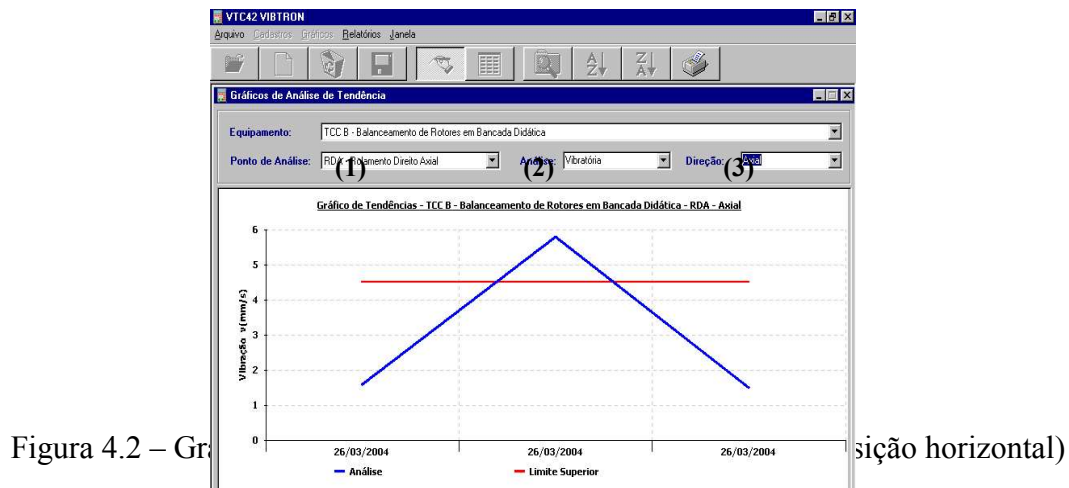 VTC42 VIBTRON
Arquivo Cadastros Gráficos Relatórios Janela
Gráficos de Análise de Tendência
Equipamento: TCC B - Balanceamento de Rotores em Bancada Didática
Ponto de Análise: RDA - Rolamento Direito Axial Análise: Vibratória Direção: Axial
(1) (2) (3)
Gráfico de Tendências - TCC B - Balanceamento de Rotores em Bancada Didática - RDA - Axial
Vibração v(mm/s)
6
5
4
3
2
1
0
26/03/2004 26/03/2004 26/03/2004
Análise Limite Superior
Figura 4.2 – Gr sição horizontal)